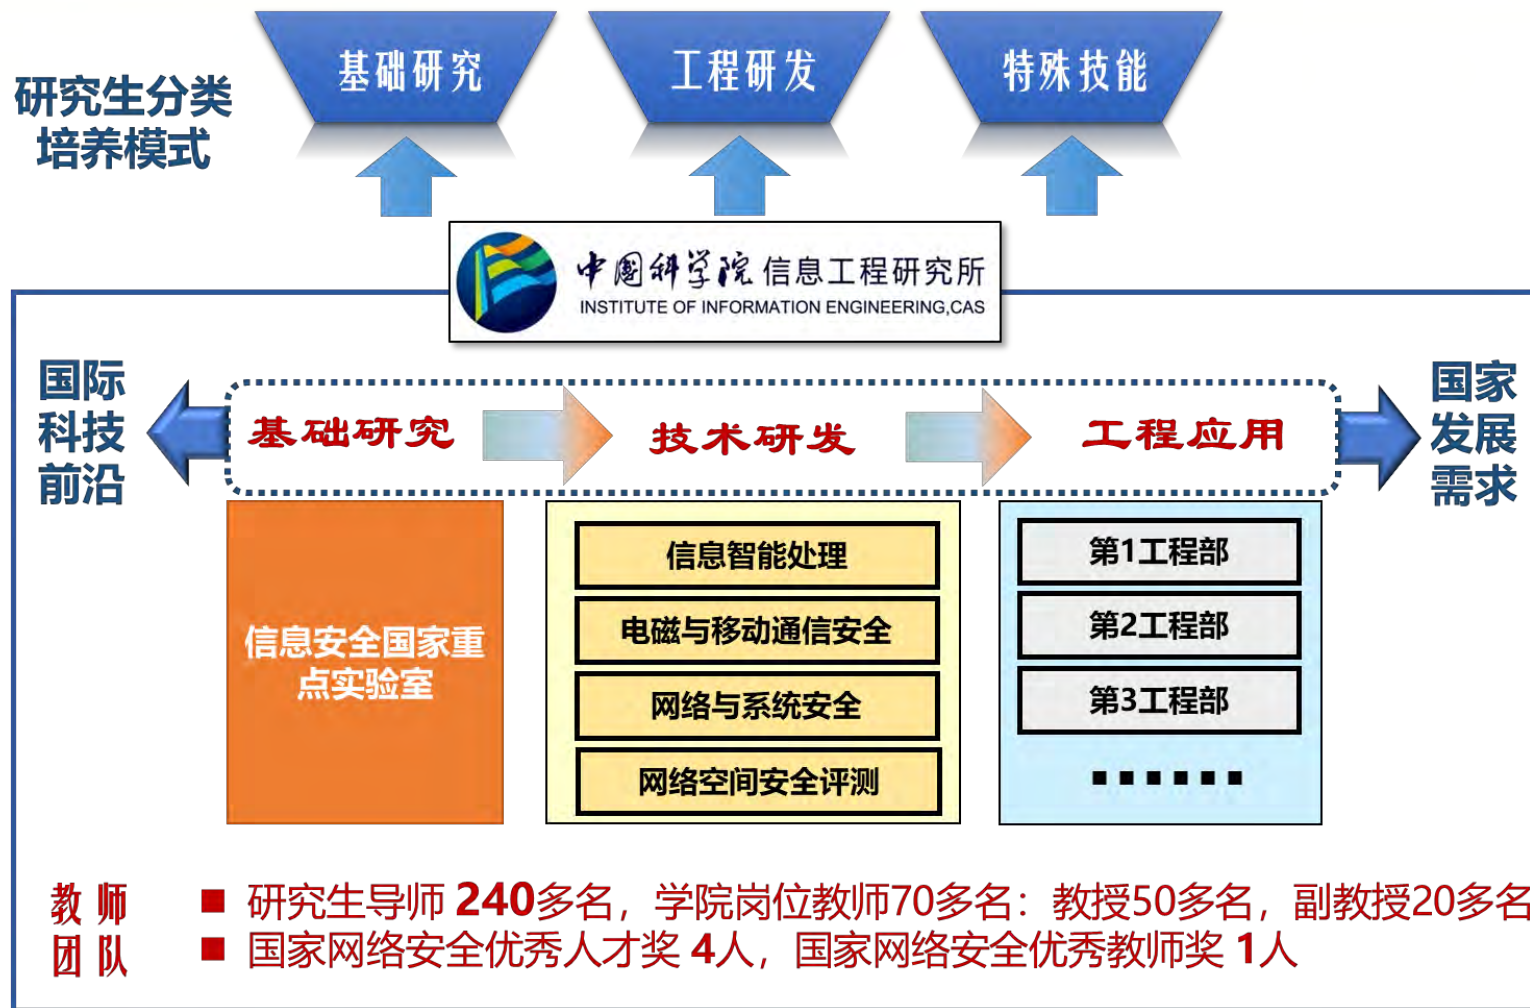 基础研究
工程研发
特殊技能
研究生分类
培养模式
中国科学院 信息工程研究所
INSTITUTE OF INFORMATION ENGINEERING,CAS
国际
科技
前沿
基础研究
技术研发
工程应用
国家
发展
需求
信息安全国家重
点实验室
信息智能处理
电磁与移动通信安全
网络与系统安全
网络空间安全评测
第1工程部
第2工程部
第3工程部
▪▪▪▪▪▪
教师
团队
■ 研究生导师 240多名，学院岗位教师70多名：教授50多名，副教授20多名
■ 国家网络安全优秀人才奖 4人，国家网络安全优秀教师奖 1人